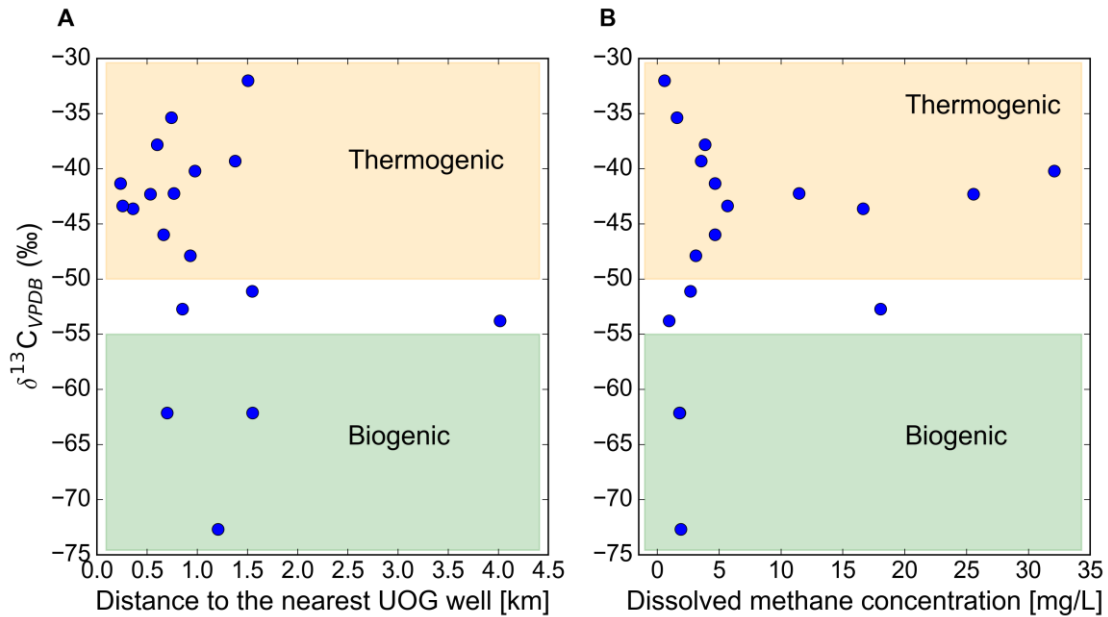 A
B
−30
−35
−40
−45
−50
−55
−60
−65
−70
−75
δ¹³C_VPDB (‰)
Thermogenic
Biogenic
0.0 0.5 1.0 1.5 2.0 2.5 3.0 3.5 4.0 4.5
Distance to the nearest UOG well [km]
−30
−35
−40
−45
−50
−55
−60
−65
−70
−75
Thermogenic
Biogenic
0 5 10 15 20 25 30 35
Dissolved methane concentration [mg/L]